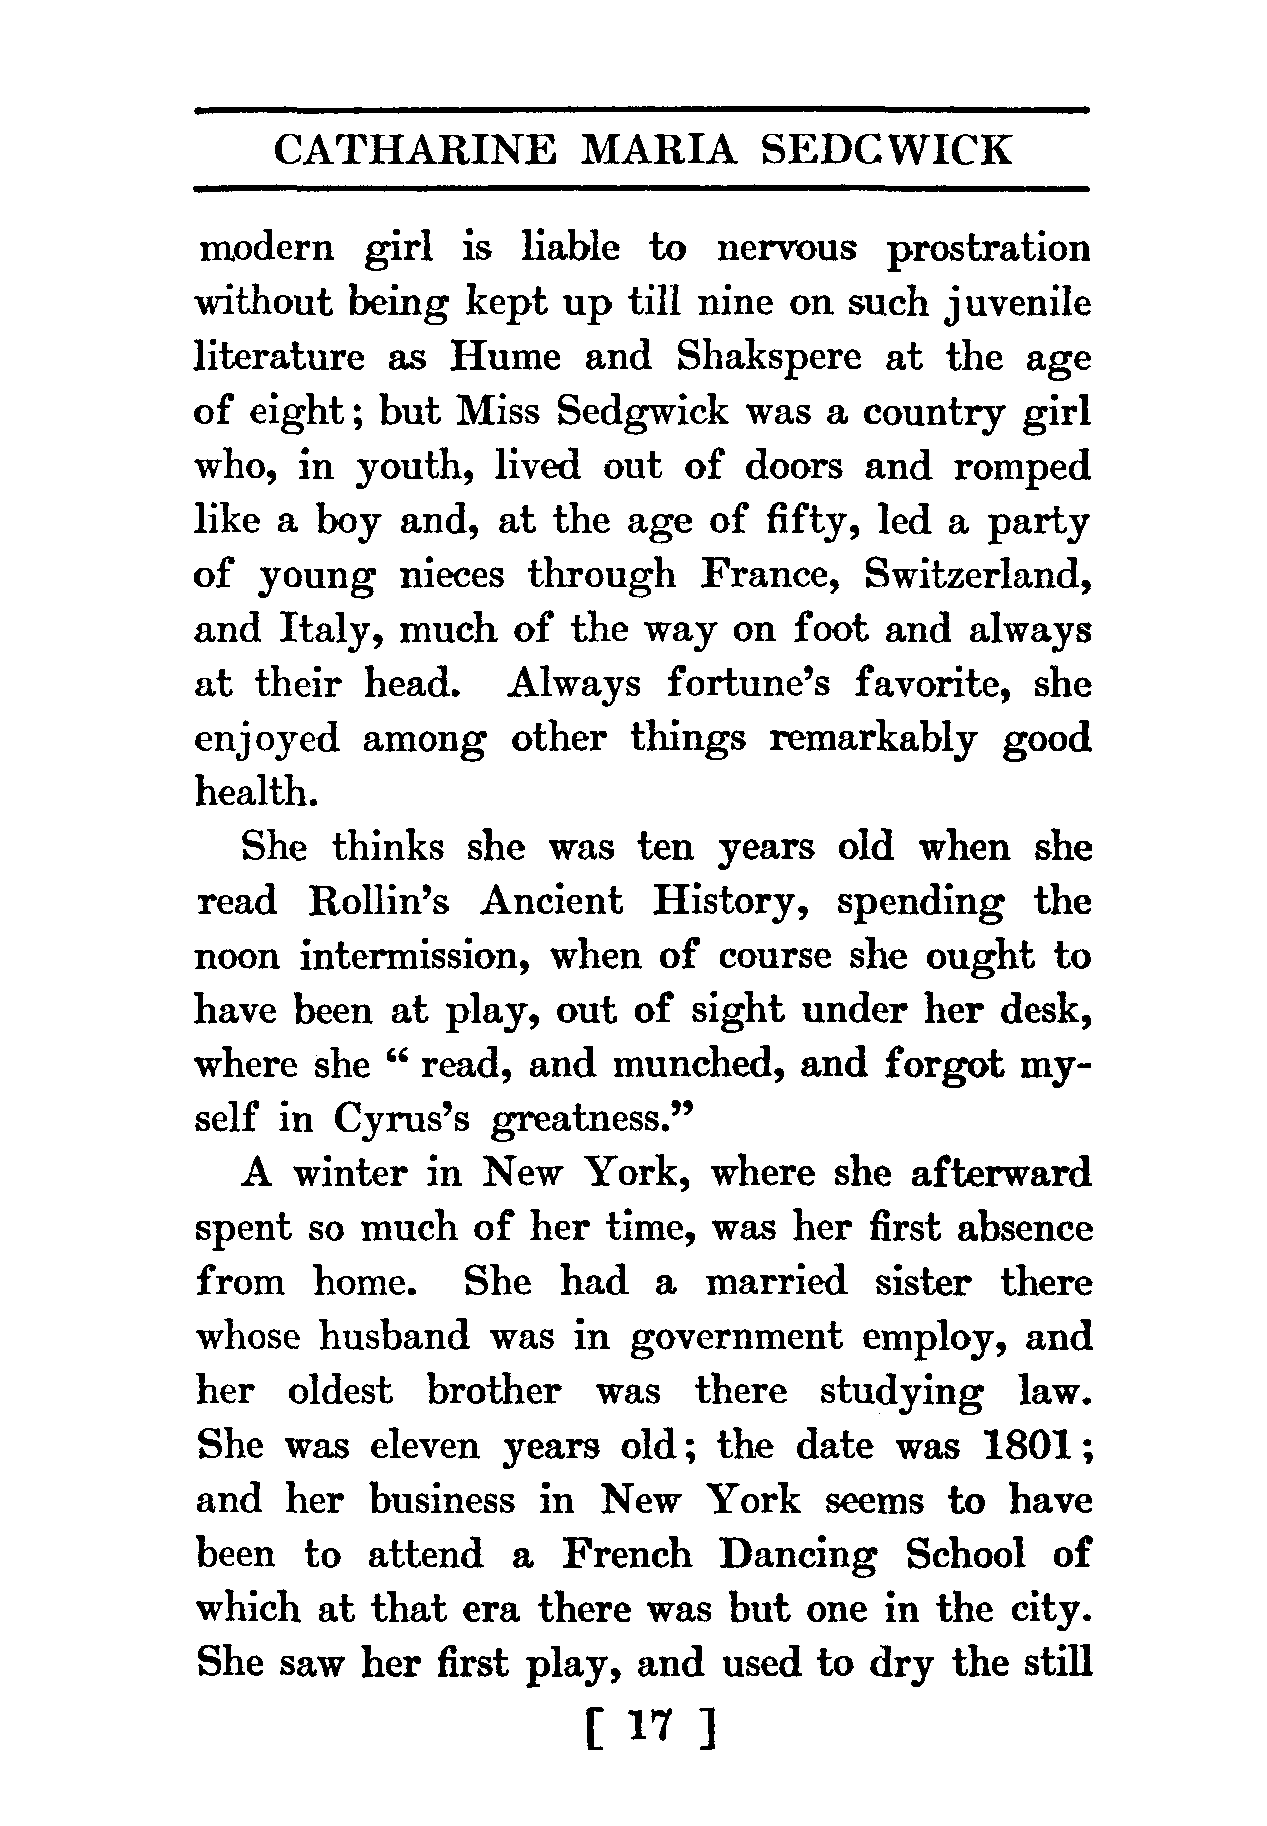 CATHARINE MARIA SEDGWICK
modern girl is liable to nervous prostration
without being kept up till nine on such juvenile
literature as Hume and Shakspere at the age
of eight; but Miss Sedgwick was a country girl
who, in youth, lived out of doors and romped
like a boy and, at the age of fifty, led a party
of young nieces through France, Switzerland,
and Italy, much of the way on foot and always
at their head. Always fortune's favorite, she
enjoyed among other things remarkably good
health.
She thinks she was ten years old when she
read Rollin's Ancient History, spending the
noon intermission, when of course she ought to
have been at play, out of sight under her desk,
where she “ read, and munched, and forgot my-
self in Cyrus's greatness.”
A winter in New York, where she afterward
spent so much of her time, was her first absence
from home. She had a married sister there
whose husband was in government employ, and
her oldest brother was there studying law.
She was eleven years old; the date was 1801;
and her business in New York seems to have
been to attend a French Dancing School of
which at that era there was but one in the city.
She saw her first play, and used to dry the still
[ 17 ]